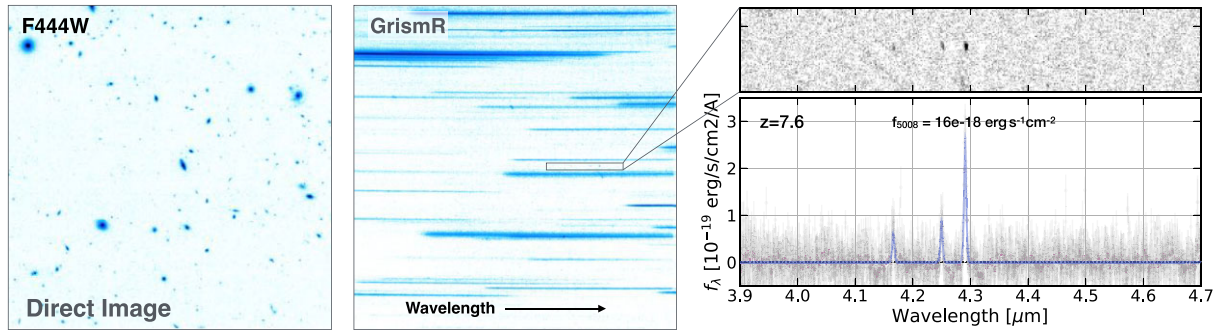 F444W
Direct Image
GrismR
Wavelength
z=7.6
f5008 = 16e-18 erg s-1cm-2
3
2
1
0
fλ [10−19 erg/s/cm2/A]
3.9 4.0 4.1 4.2 4.3 4.4 4.5 4.6 4.7
Wavelength [μm]